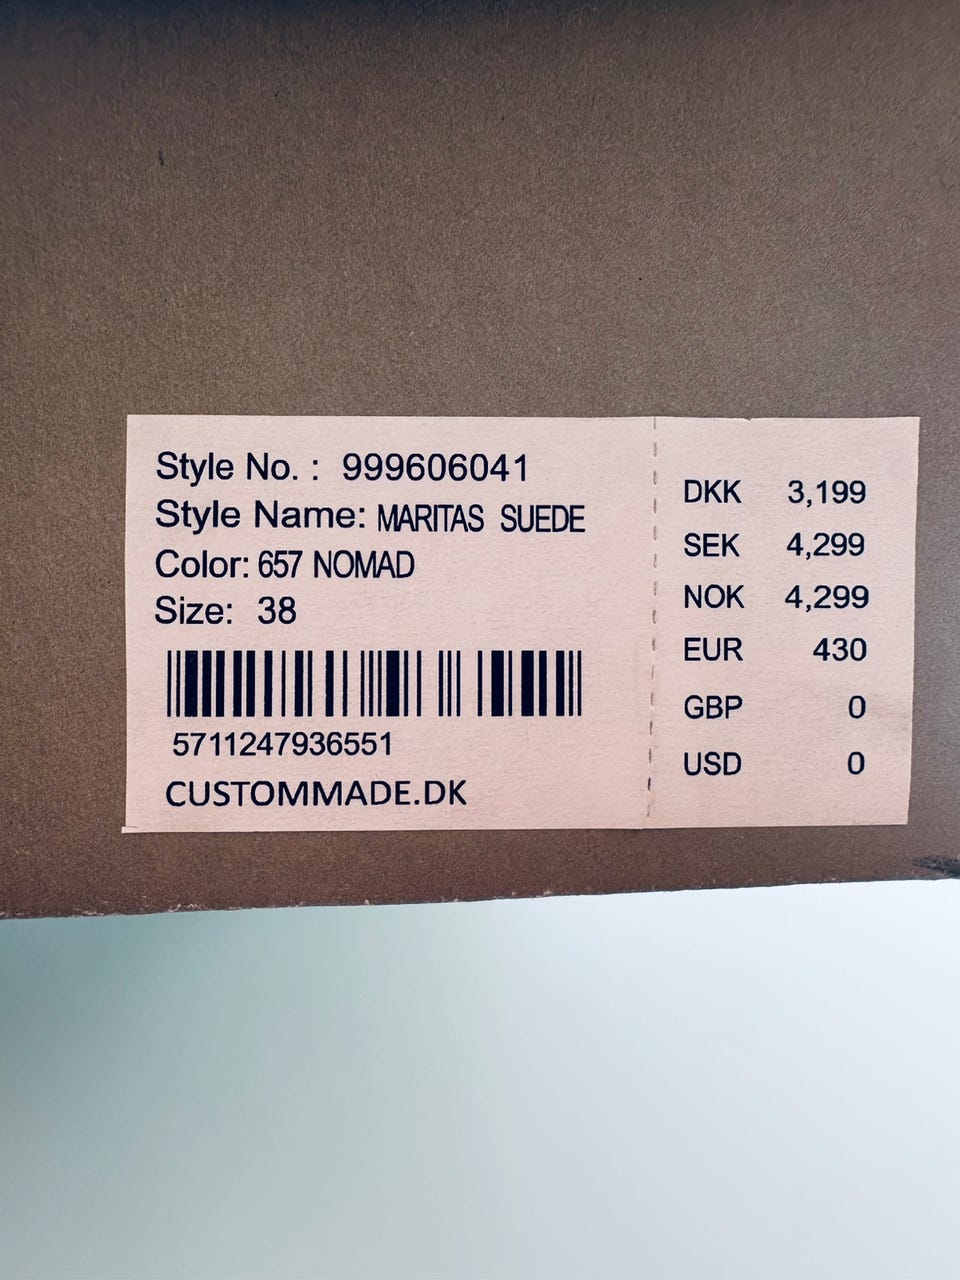 Style No. : 999606041
Style Name: MARITAS SUEDE
Color: 657 NOMAD
Size: 38
5711247936551
CUSTOMMADE.DK
DKK 3,199
SEK 4,299
NOK 4,299
EUR 430
GBP 0
USD 0